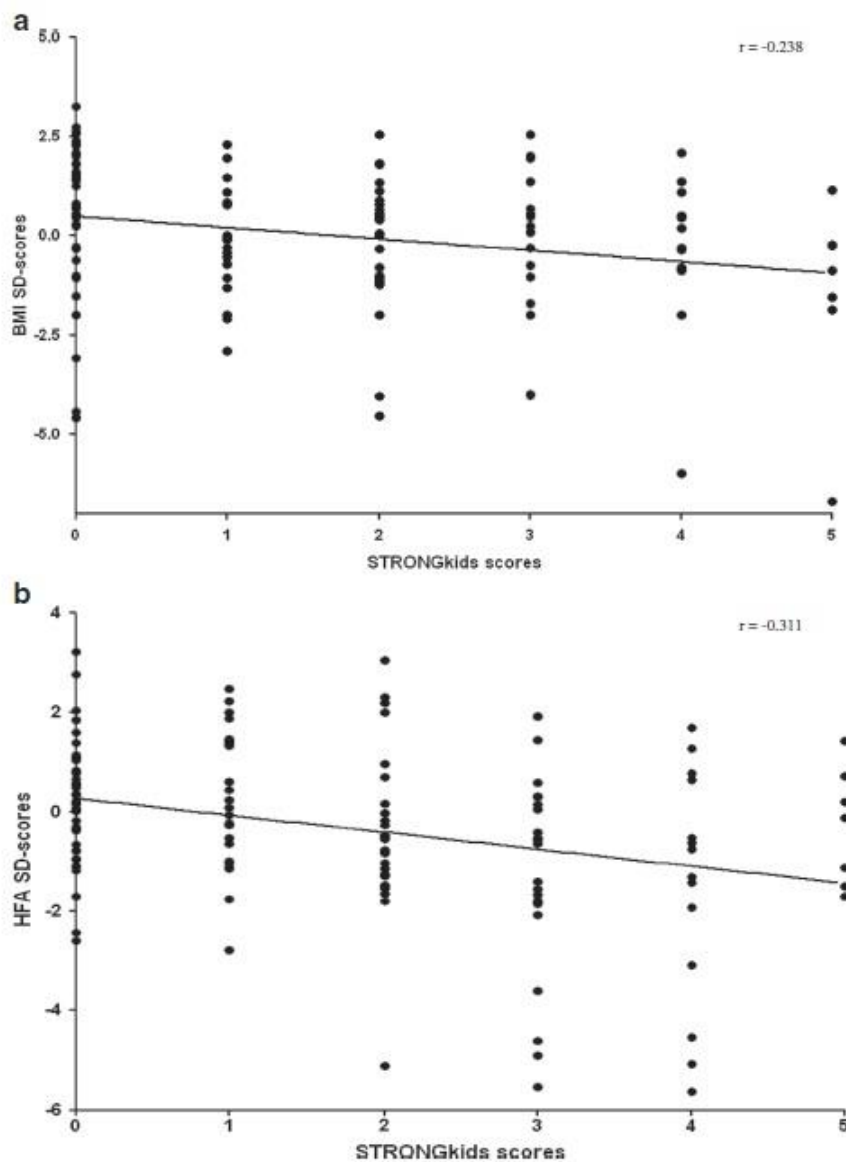 a
r = -0.238
5.0
2.5
0.0
-2.5
-5.0
BMI SD-scores
0 1 2 3 4 5
STRONGkids scores
b
r = -0.311
4
2
0
-2
-4
-6
HFA SD-scores
0 1 2 3 4 5
STRONGkids scores